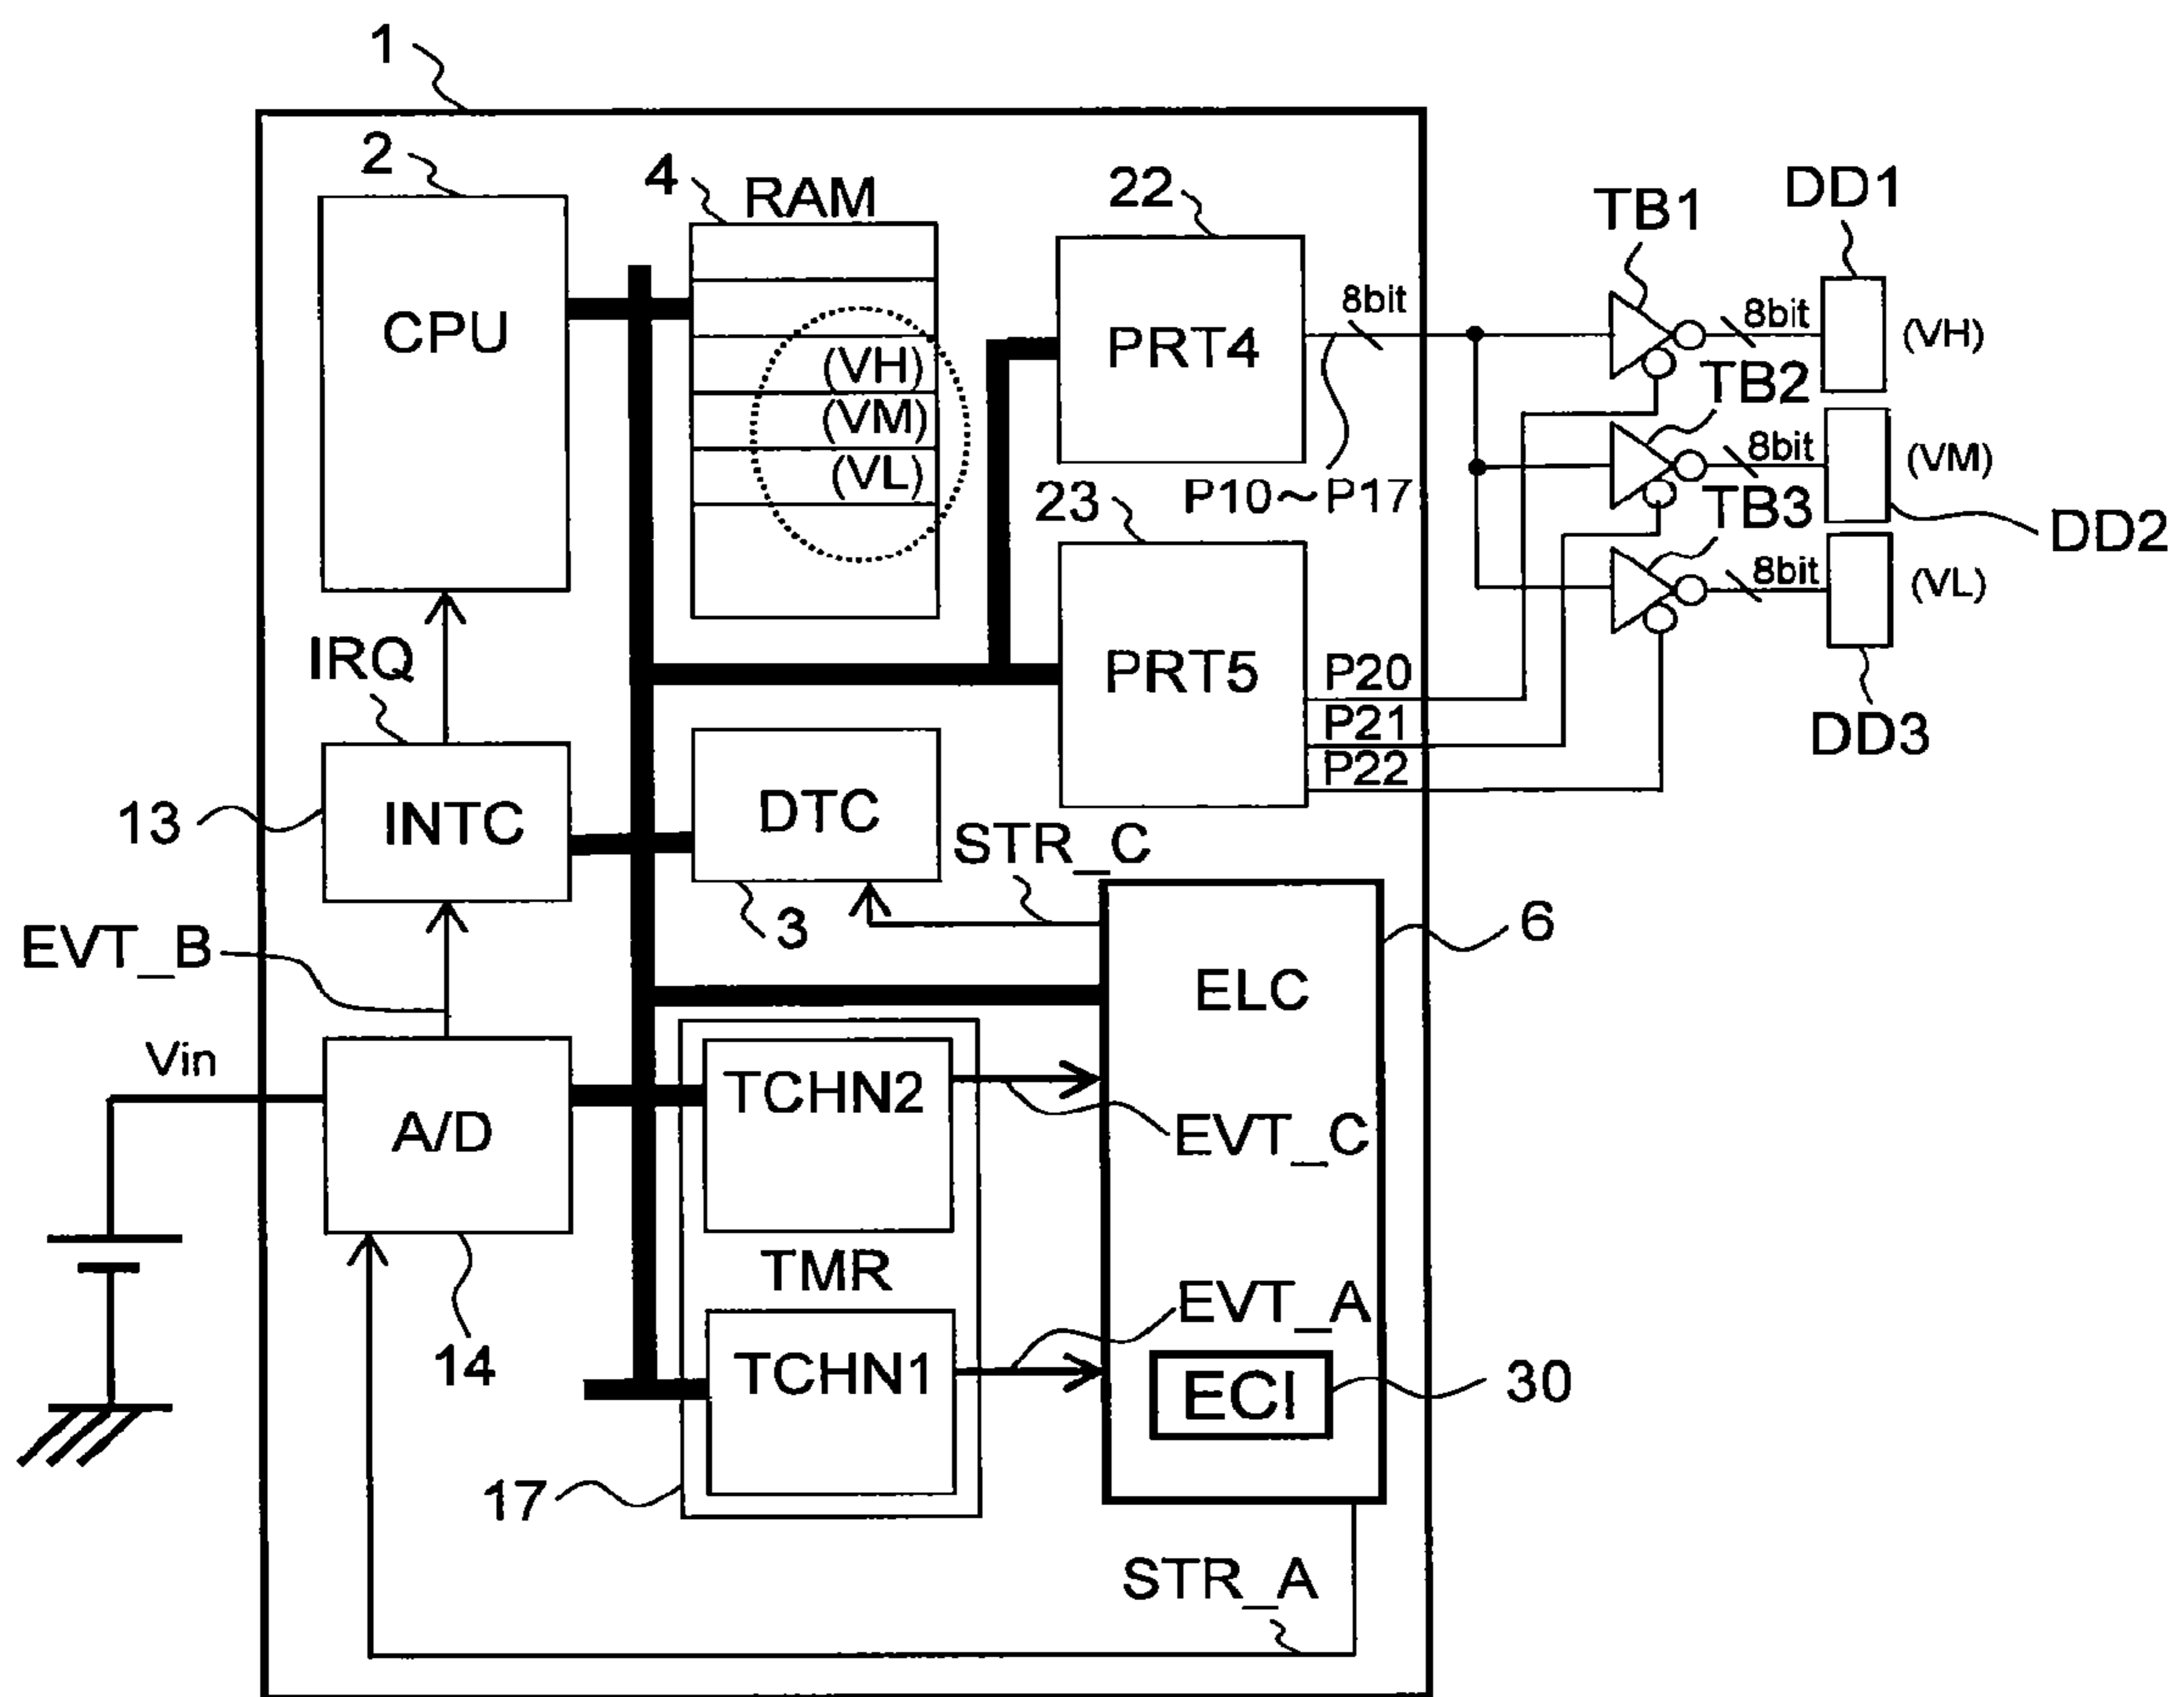 1
2
4
RAM
22
TB1
DD1
CPU
PRT4
8bit
8bit
(VH)
(VH)
TB2
(VM)
8bit
(VM)
(VL)
P10～P17
TB3
DD2
23
8bit
(VL)
IRQ
PRT5
P20
P21
P22
DD3
13
INTC
DTC
STR_C
3
6
EVT_B
ELC
Vin
A/D
TCHN2
EVT_C
TMR
EVT_A
14
TCHN1
ECI
30
17
STR_A